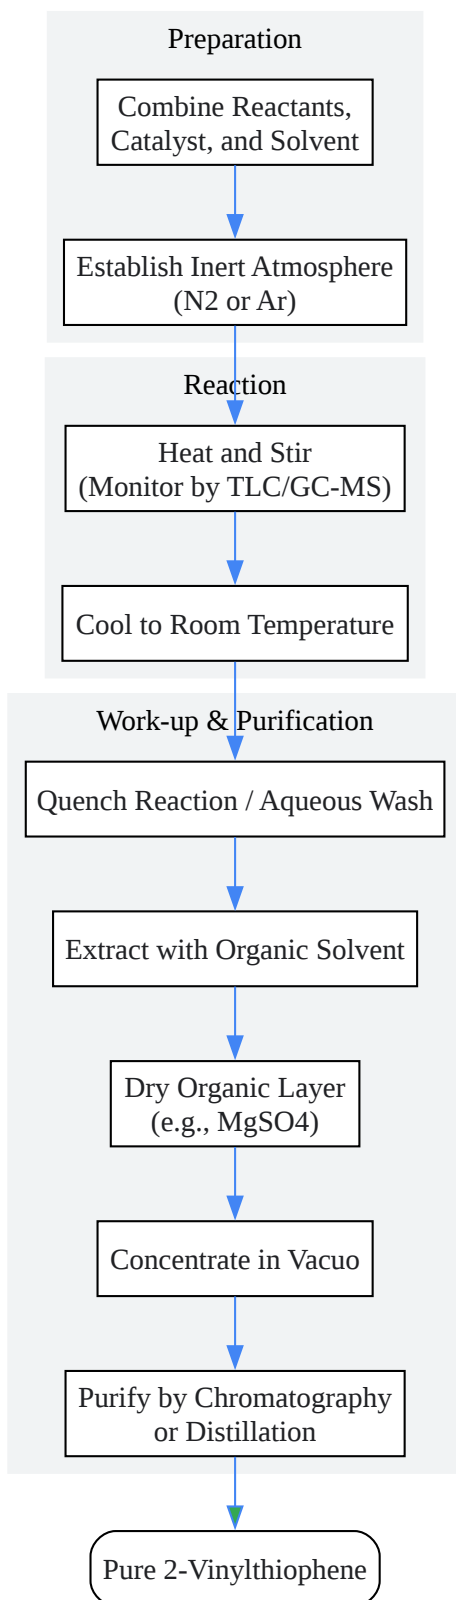 Preparation
Combine Reactants,
Catalyst, and Solvent
Establish Inert Atmosphere
(N2 or Ar)
Reaction
Heat and Stir
(Monitor by TLC/GC-MS)
Cool to Room Temperature
Work-up & Purification
Quench Reaction / Aqueous Wash
Extract with Organic Solvent
Dry Organic Layer
(e.g., MgSO4)
Concentrate in Vacuo
Purify by Chromatography
or Distillation
Pure 2-Vinylthiophene